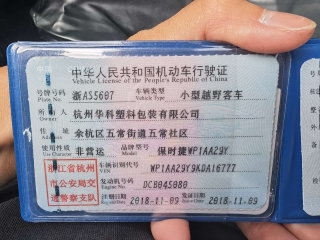 中华人民共和国机动车行驶证
Vehicle License of the People's Republic of China
号牌号码 浙AS5607 车辆类型 小型越野客车
Plate No. Vehicle Type
所有人 杭州华科塑料包装有限公司
Owner
住址 余杭区五常街道五常社区
Address
使用性质 非营运 品牌型号 保时捷WP1AA29Y
Use Character Model
浙江省杭州
市公安局交
通警察支队
车辆识别代号 WP1AA29Y9KDA16777
VIN
发动机号码 DCB045080
Engine No.
注册日期 2018-11-09 发证日期 2018-11-09
Register Date Issue Date